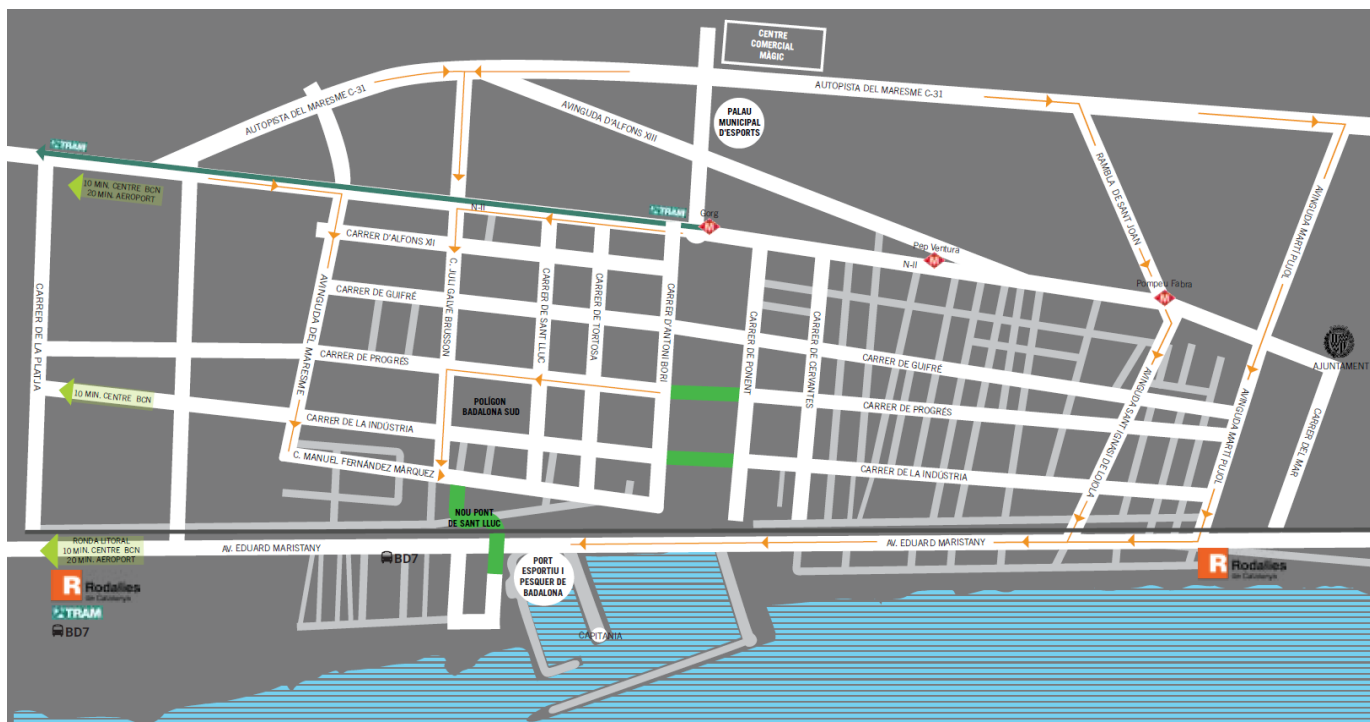 CENTRE
COMERCIAL
MÀGIC
AUTOPISTA DEL MARESME C-31
AUTOPISTA DEL MARESME C-31
AVINGUDA D'ALFONS XIII
PALAU
MUNICIPAL
D'ESPORTS
TRAM
10 MIN. CENTRE BCN
20 MIN. AEROPORT
RAMBLA DE SANT JOAN
AVINGUDA MARTÍ PUJOL
N-II
TRAM
Gorg
M
Pep Ventura
M
N-II
Pompeu Fabra
M
CARRER D'ALFONS XII
CARRER DE GUIFRÉ
CARRER DE PROGRÉS
CARRER DE LA INDÚSTRIA
C. MANUEL FERNÁNDEZ MÀRQUEZ
CARRER DE LA PLATJA
AVINGUDA DEL MARESME
C. JULI GALVE BRUSSON
CARRER DE SANT LLUC
CARRER DE TORTOSA
CARRER D'ANTONI BORI
CARRER DE PONENT
CARRER DE CERVANTES
CARRER DE GUIFRÉ
CARRER DE PROGRÉS
CARRER DE LA INDÚSTRIA
AVINGUDA SANT IGNASI DE LOIOLA
AVINGUDA MARTÍ PUJOL
AJUNTAMENT
CARRER DEL MAR
10 MIN. CENTRE BCN
POLÍGON
BADALONA SUD
NOU PONT
DE SANT LLUC
RONDA LITORAL
10 MIN. CENTRE BCN
20 MIN. AEROPORT
AV. EDUARD MARISTANY
BD7
AV. EDUARD MARISTANY
PORT
ESPORTIU I
PESQUER DE
BADALONA
CAPITANIA
R Rodalies
de Catalunya
TRAM
BD7
R Rodalies
de Catalunya